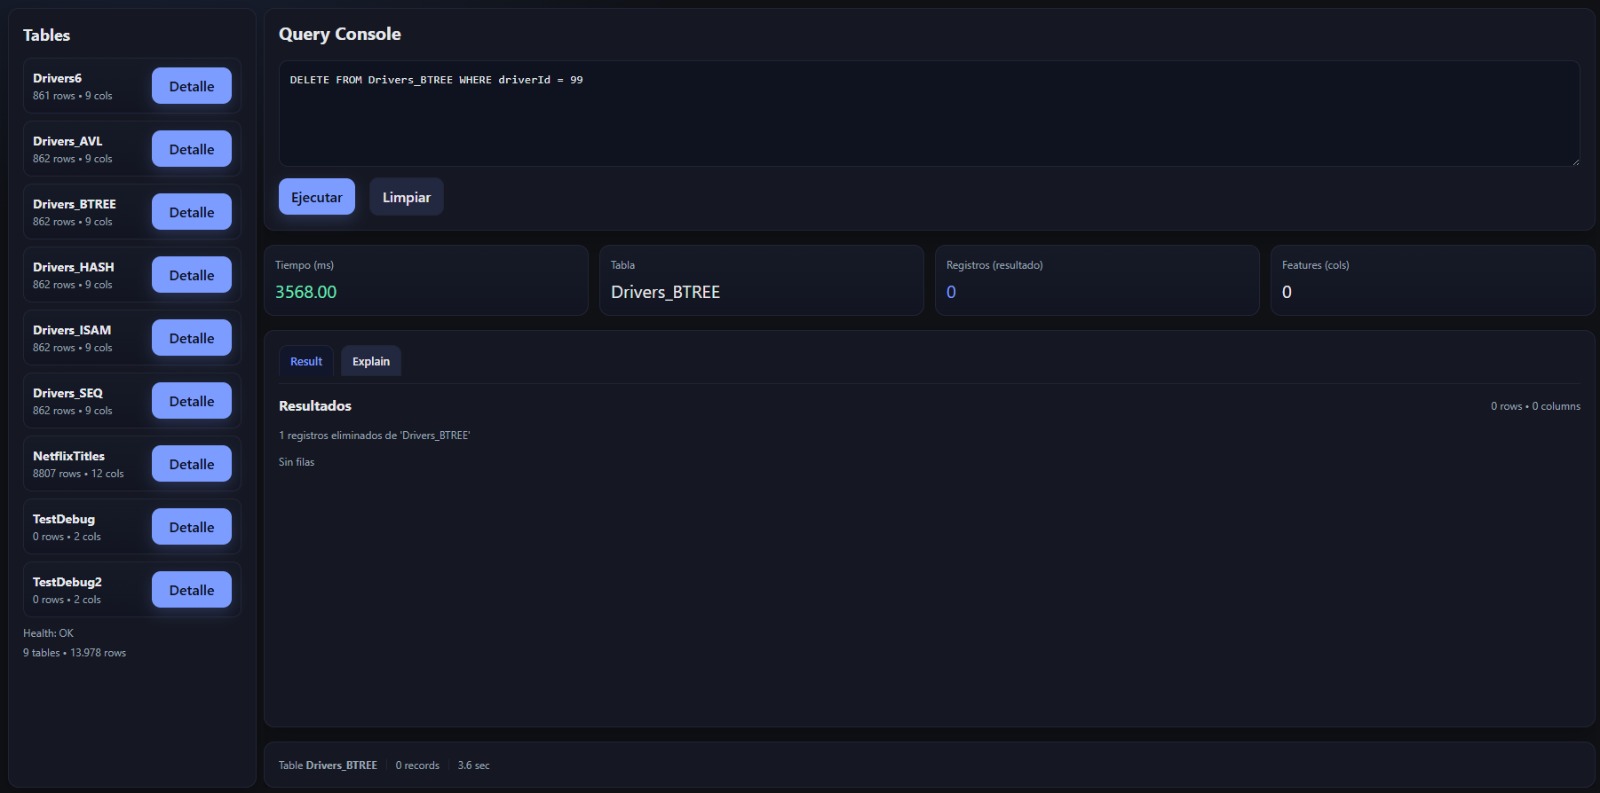 Tables
Drivers6
861 rows • 9 cols
Detalle
Drivers_AVL
862 rows • 9 cols
Detalle
Drivers_BTREE
862 rows • 9 cols
Detalle
Drivers_HASH
862 rows • 9 cols
Detalle
Drivers_ISAM
862 rows • 9 cols
Detalle
Drivers_SEQ
862 rows • 9 cols
Detalle
NetflixTitles
8807 rows • 12 cols
Detalle
TestDebug
0 rows • 2 cols
Detalle
TestDebug2
0 rows • 2 cols
Detalle
Health: OK
9 tables • 13.978 rows
Query Console
DELETE FROM Drivers_BTREE WHERE driverId = 99
Ejecutar Limpiar
Tiempo (ms)
3568.00
Tabla
Drivers_BTREE
Registros (resultado)
0
Features (cols)
0
Result Explain
Resultados
0 rows • 0 columns
1 registros eliminados de 'Drivers_BTREE'
Sin filas
Table Drivers_BTREE 0 records 3.6 sec